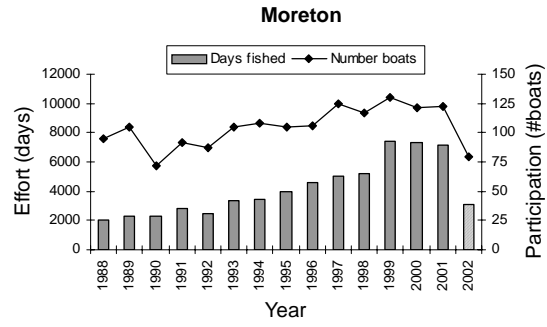 Moreton
Days fished Number boats
12000
10000
8000
6000
4000
2000
0
Effort (days)
150
125
100
75
50
25
0
Participation (#boats)
1988 1989 1990 1991 1992 1993 1994 1995 1996 1997 1998 1999 2000 2001 2002
Year